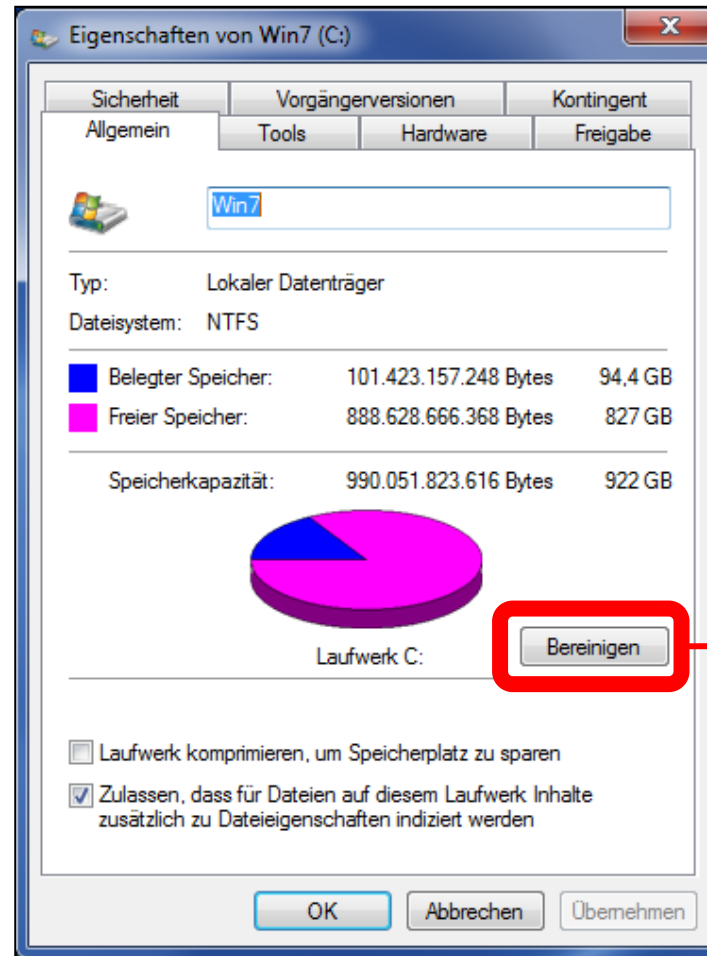 Eigenschaften von Win7 (C:)
Sicherheit Vorgängerversionen Kontingent
Allgemein Tools Hardware Freigabe
Win7
Typ: Lokaler Datenträger
Dateisystem: NTFS
Belegter Speicher: 101.423.157.248 Bytes 94,4 GB
Freier Speicher: 888.628.666.368 Bytes 827 GB
Speicherkapazität: 990.051.823.616 Bytes 922 GB
Laufwerk C: Bereinigen
Laufwerk komprimieren, um Speicherplatz zu sparen
Zulassen, dass für Dateien auf diesem Laufwerk Inhalte
zusätzlich zu Dateieigenschaften indiziert werden
OK Abbrechen Übernehmen